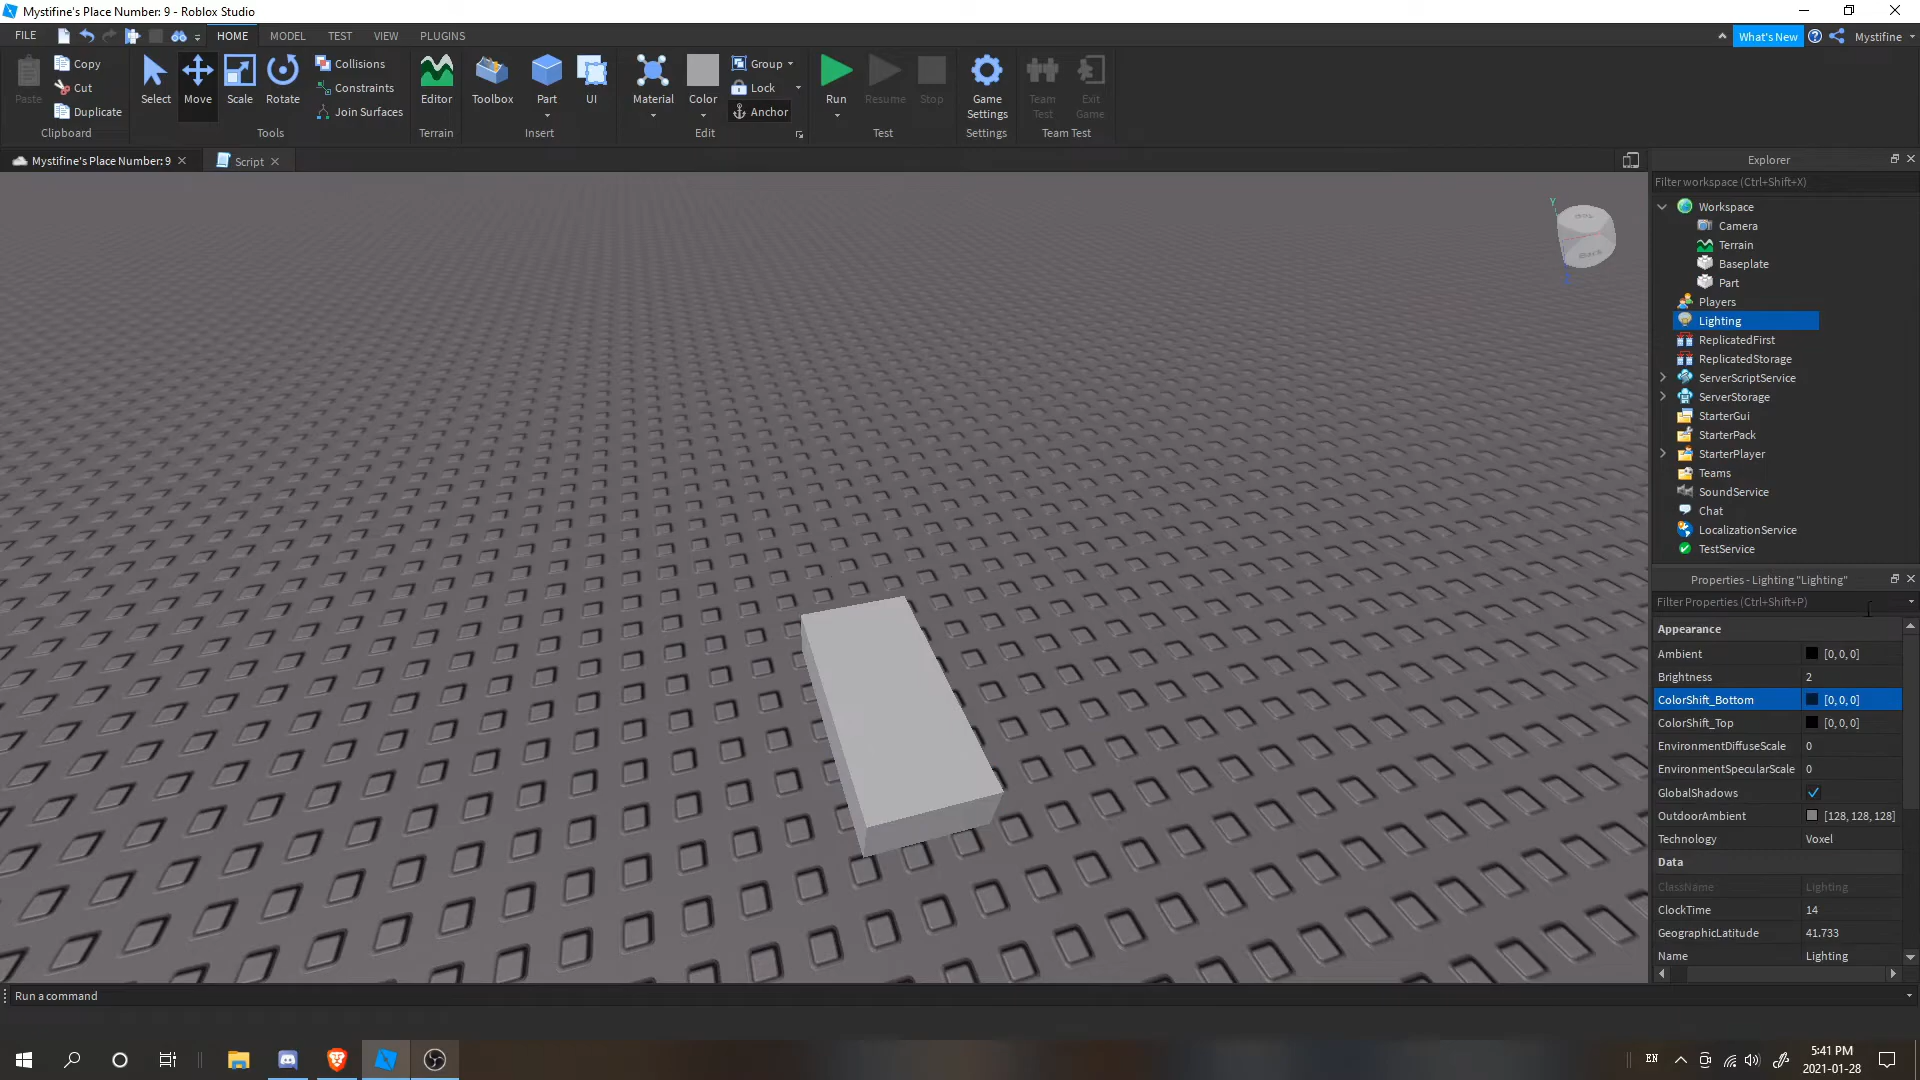 Mystifine's Place Number: 9 - Roblox Studio
FILE HOME MODEL TEST VIEW PLUGINS What's New Mystifine
Paste Copy Cut Duplicate Clipboard
Select Move Scale Rotate Collisions Constraints Join Surfaces Tools
Editor Terrain
Toolbox Part UI Insert
Material Color Group Lock Anchor Edit
Run Resume Stop Test
Game Settings Settings
Team Test Exit Game Team Test
Mystifine's Place Number: 9 Script
Explorer
Filter workspace (Ctrl+Shift+X)
Workspace
Camera
Terrain
Baseplate
Part
Players
Lighting
ReplicatedFirst
ReplicatedStorage
ServerScriptService
ServerStorage
StarterGui
StarterPack
StarterPlayer
Teams
SoundService
Chat
LocalizationService
TestService
Properties - Lighting "Lighting"
Filter Properties (Ctrl+Shift+P)
Appearance
Ambient [0, 0, 0]
Brightness 2
ColorShift_Bottom [0, 0, 0]
ColorShift_Top [0, 0, 0]
EnvironmentDiffuseScale 0
EnvironmentSpecularScale 0
GlobalShadows
OutdoorAmbient [128, 128, 128]
Technology Voxel
Data
ClassName Lighting
ClockTime 14
GeographicLatitude 41.733
Name Lighting
Y
Run a command
EN
5:41 PM
2021-01-28